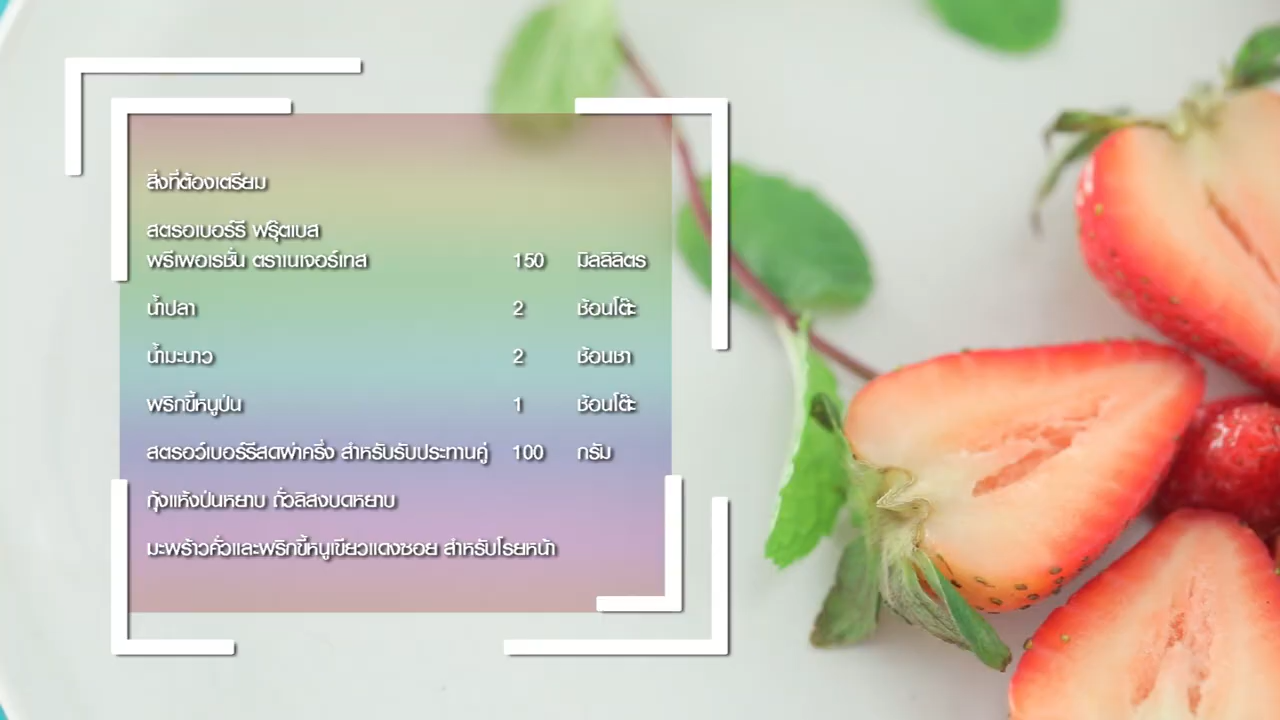 สิ่งที่ต้องเตรียม
สตรอเบอร์รี ฟรุ๊ตเบส
พรีเพอเรชั่น ตราเนเจอร์เทส 150 มิลลิลิตร
น้ำปลา 2 ช้อนโต๊ะ
น้ำมะนาว 2 ช้อนชา
พริกขี้หนูป่น 1 ช้อนโต๊ะ
สตรอว์เบอร์รีสดผ่าครึ่ง สำหรับรับประทานคู่ 100 กรัม
กุ้งแห้งป่นหยาบ ถั่วลิสงบดหยาบ
มะพร้าวคั่วและพริกขี้หนูเขียวแดงซอย สำหรับโรยหน้า